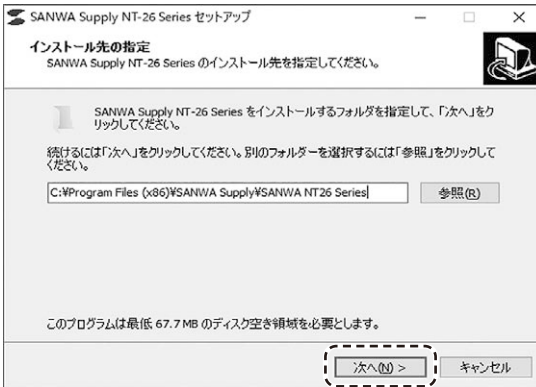 SANWA Supply NT-26 Series セットアップ
インストール先の指定
SANWA Supply NT-26 Series のインストール先を指定してください。
SANWA Supply NT-26 Series をインストールするフォルダを指定して、「次へ」をク
リックしてください。
続けるには「次へ」をクリックしてください。別のフォルダーを選択するには「参照」をクリックして
ください。
C:¥Program Files (x86)¥SANWA Supply¥SANWA NT26 Series
参照(R)
このプログラムは最低 67.7 MB のディスク空き領域を必要とします。
次へ(N) >
キャンセル